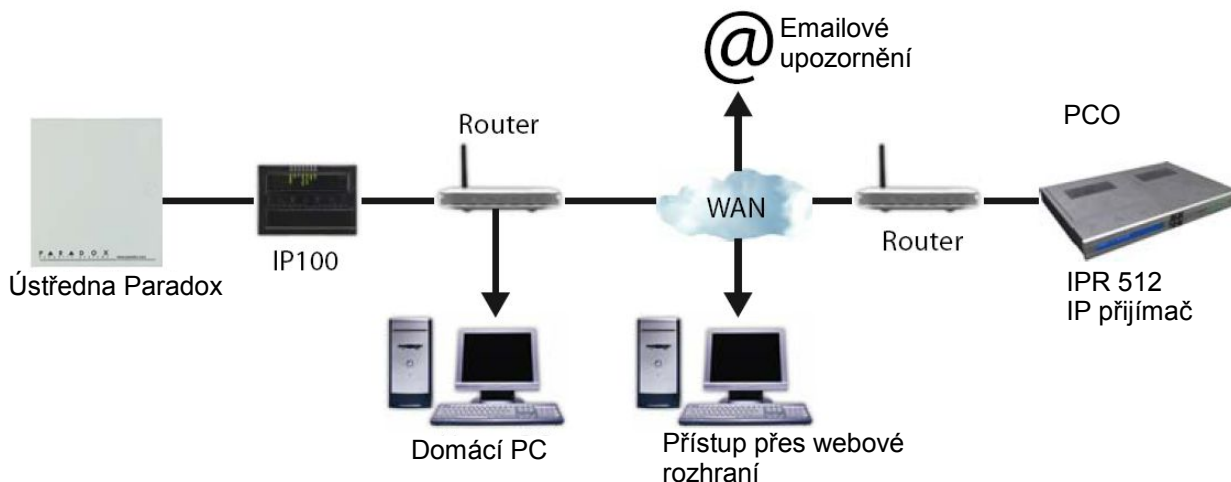 @
Emailové
upozornění
Router
PCO
WAN
PARADOX
IP100
Router
Ústředna Paradox
IPR 512
IP přijímač
Domácí PC
Přístup přes webové
rozhraní